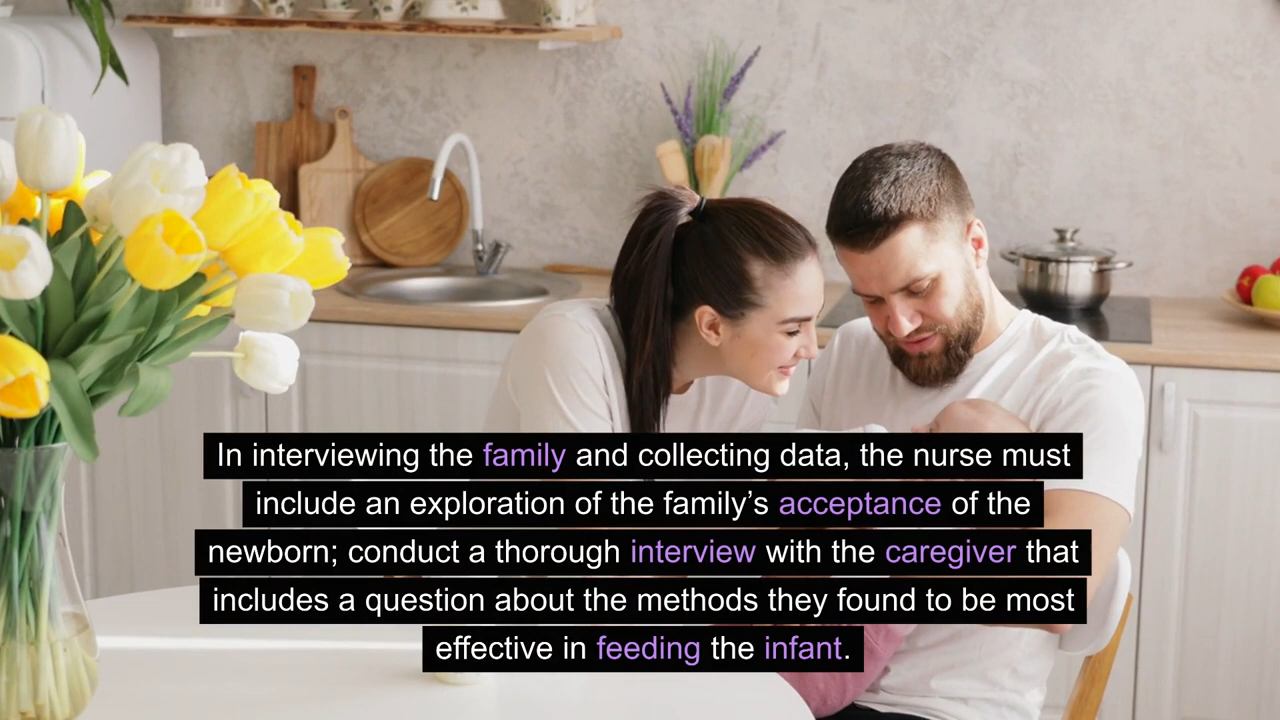 In interviewing the family and collecting data, the nurse must
include an exploration of the family’s acceptance of the
newborn; conduct a thorough interview with the caregiver that
includes a question about the methods they found to be most
effective in feeding the infant.